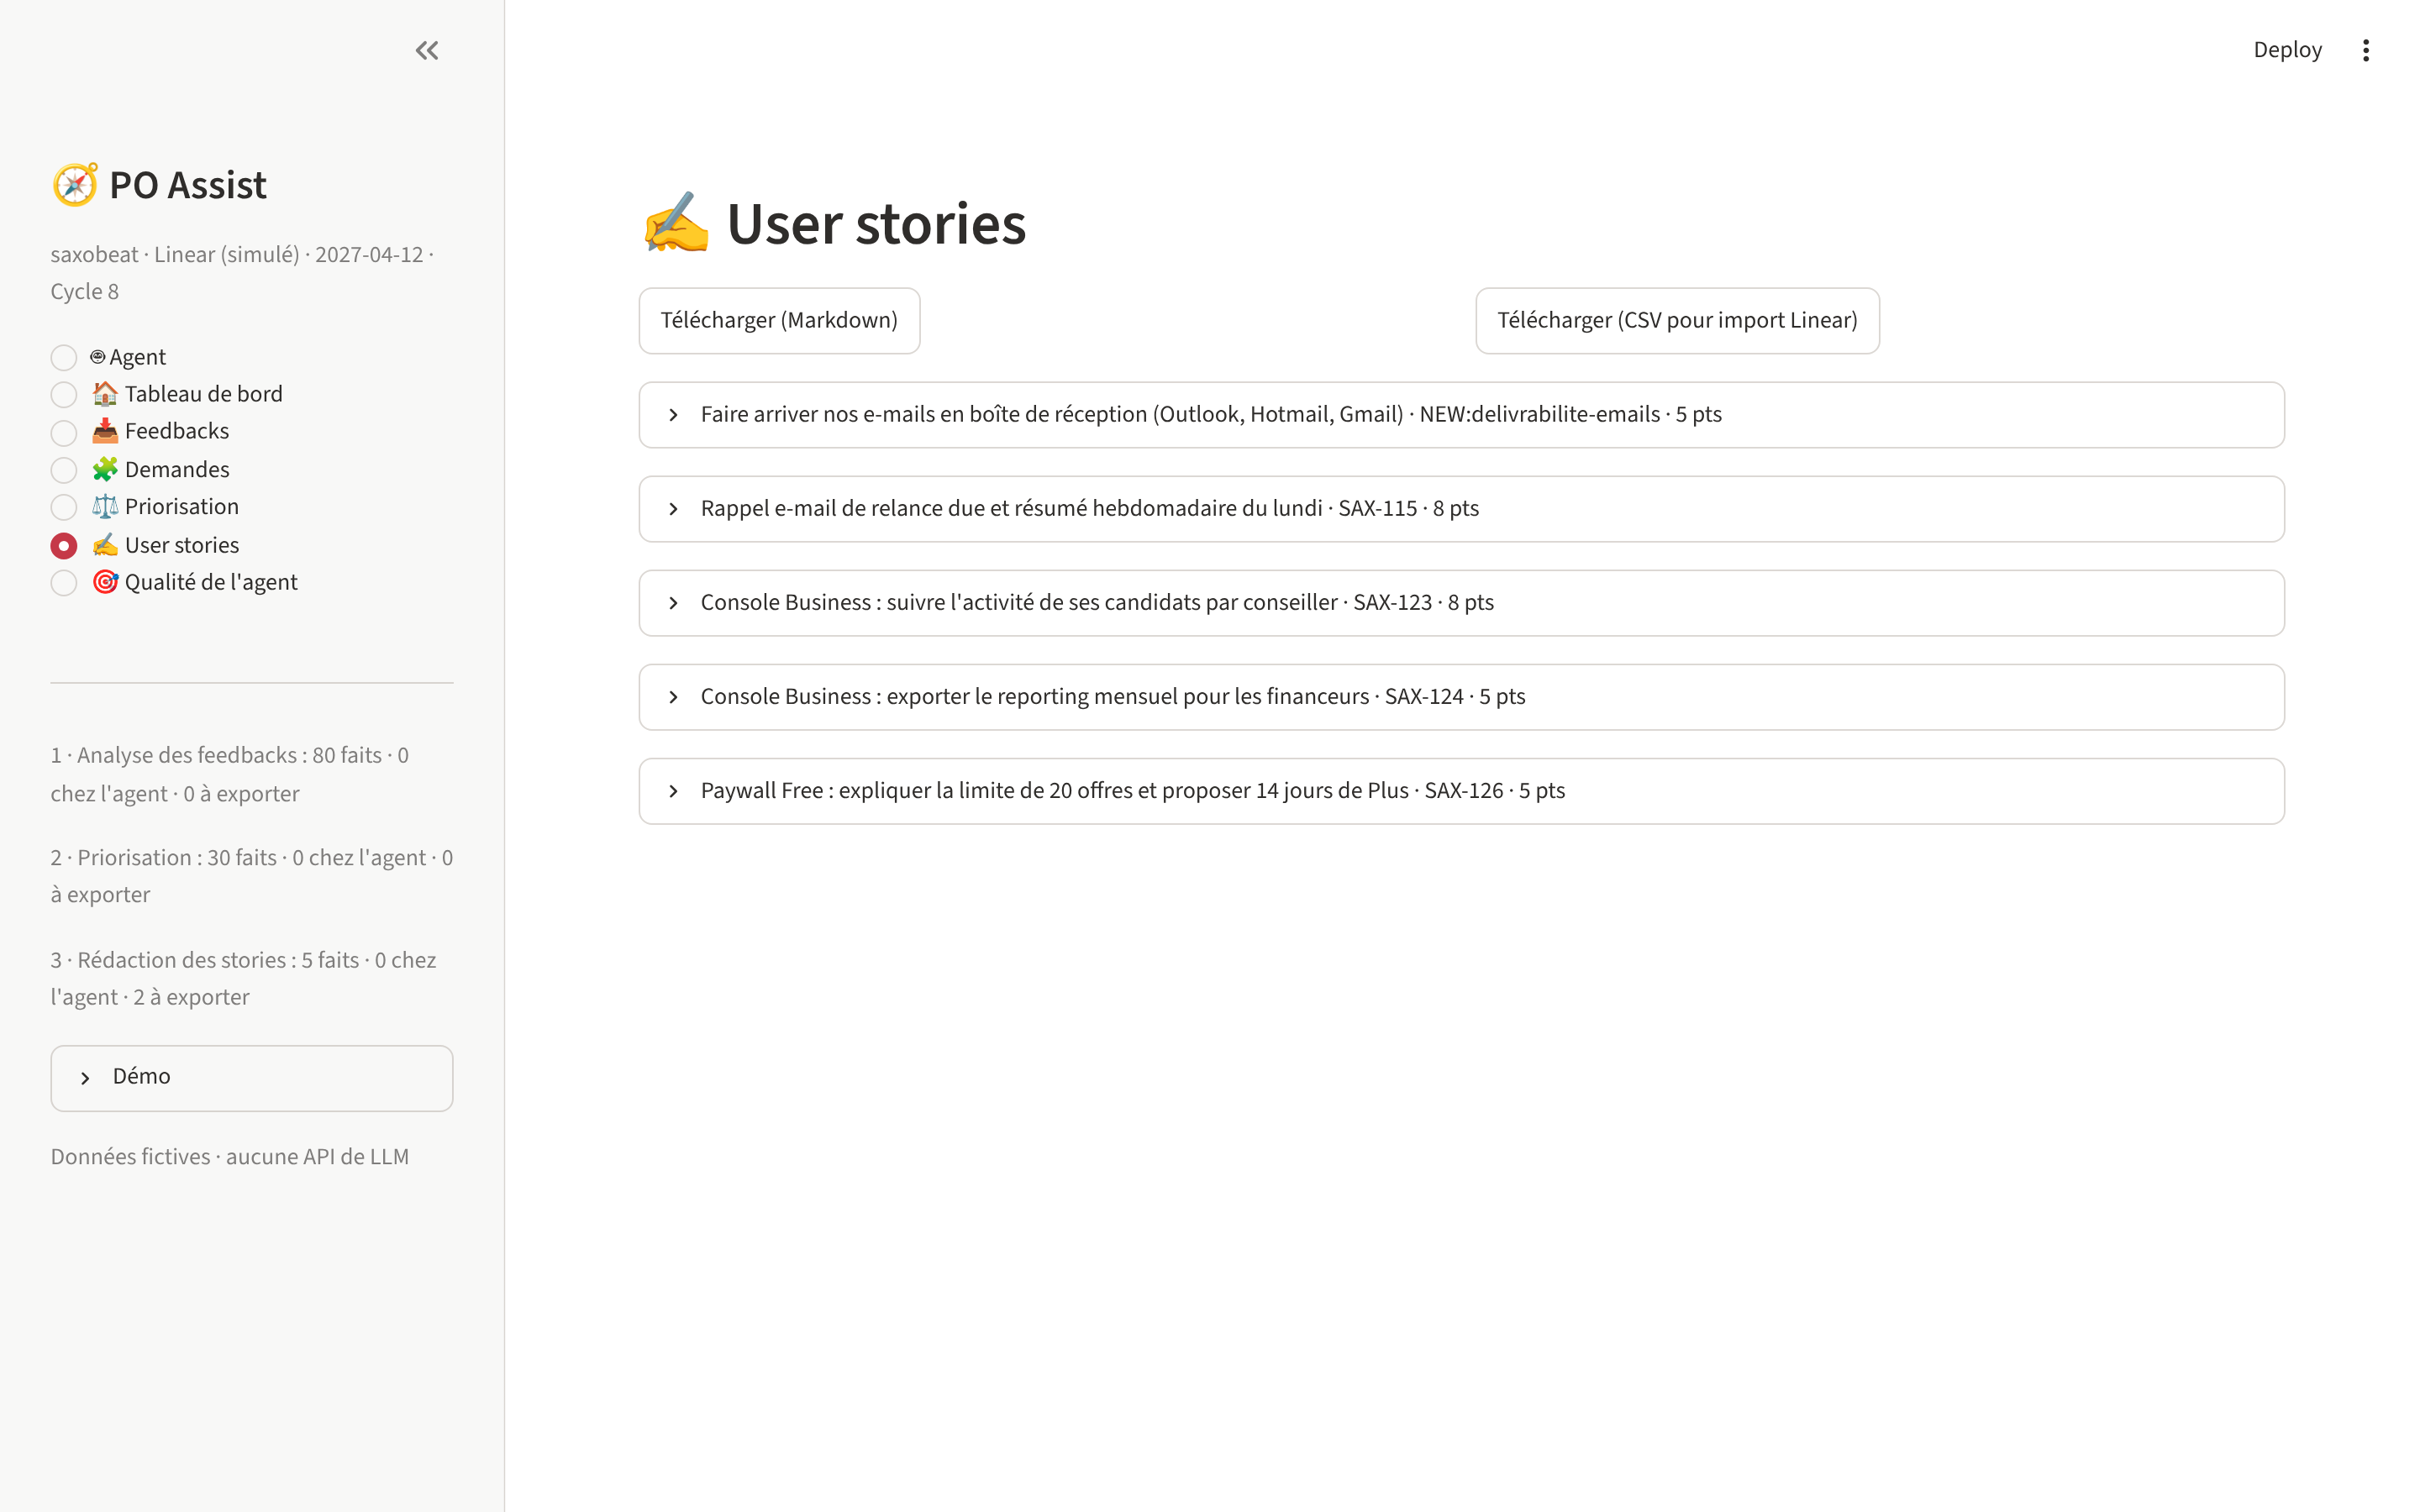 PO Assist
saxobeat · Linear (simulé) · 2027-04-12 ·
Cycle 8
Agent
Tableau de bord
Feedbacks
Demandes
Priorisation
User stories
Qualité de l'agent
1 · Analyse des feedbacks : 80 faits · 0
chez l'agent · 0 à exporter
2 · Priorisation : 30 faits · 0 chez l'agent · 0
à exporter
3 · Rédaction des stories : 5 faits · 0 chez
l'agent · 2 à exporter
Démo
Données fictives · aucune API de LLM
Deploy
User stories
Télécharger (Markdown)
Télécharger (CSV pour import Linear)
Faire arriver nos e-mails en boîte de réception (Outlook, Hotmail, Gmail) · NEW:delivrabilite-emails · 5 pts
Rappel e-mail de relance due et résumé hebdomadaire du lundi · SAX-115 · 8 pts
Console Business : suivre l'activité de ses candidats par conseiller · SAX-123 · 8 pts
Console Business : exporter le reporting mensuel pour les financeurs · SAX-124 · 5 pts
Paywall Free : expliquer la limite de 20 offres et proposer 14 jours de Plus · SAX-126 · 5 pts